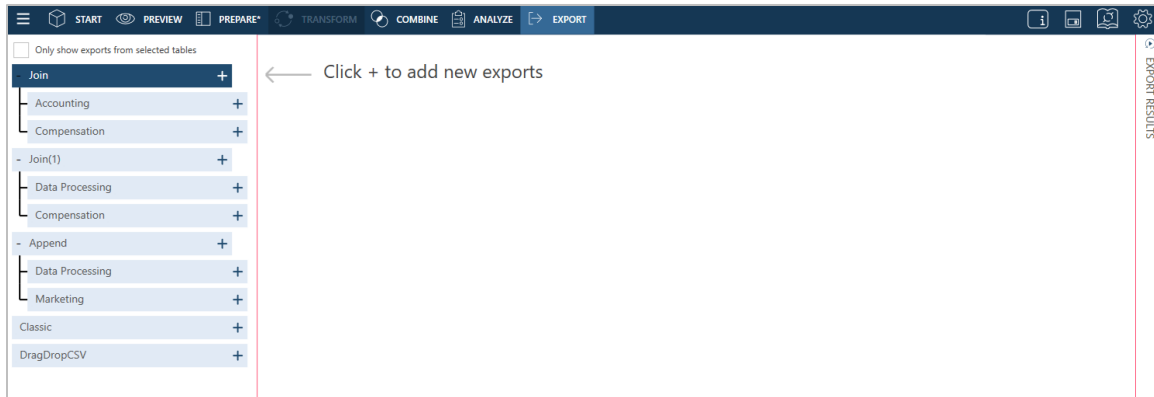 START PREVIEW PREPARE* TRANSFORM COMBINE ANALYZE EXPORT
Only show exports from selected tables
- Join +
Click + to add new exports
Accounting +
Compensation +
- Join(1) +
Data Processing +
Compensation +
- Append +
Data Processing +
Marketing +
Classic +
DragDropCSV +
EXPORT RESULTS